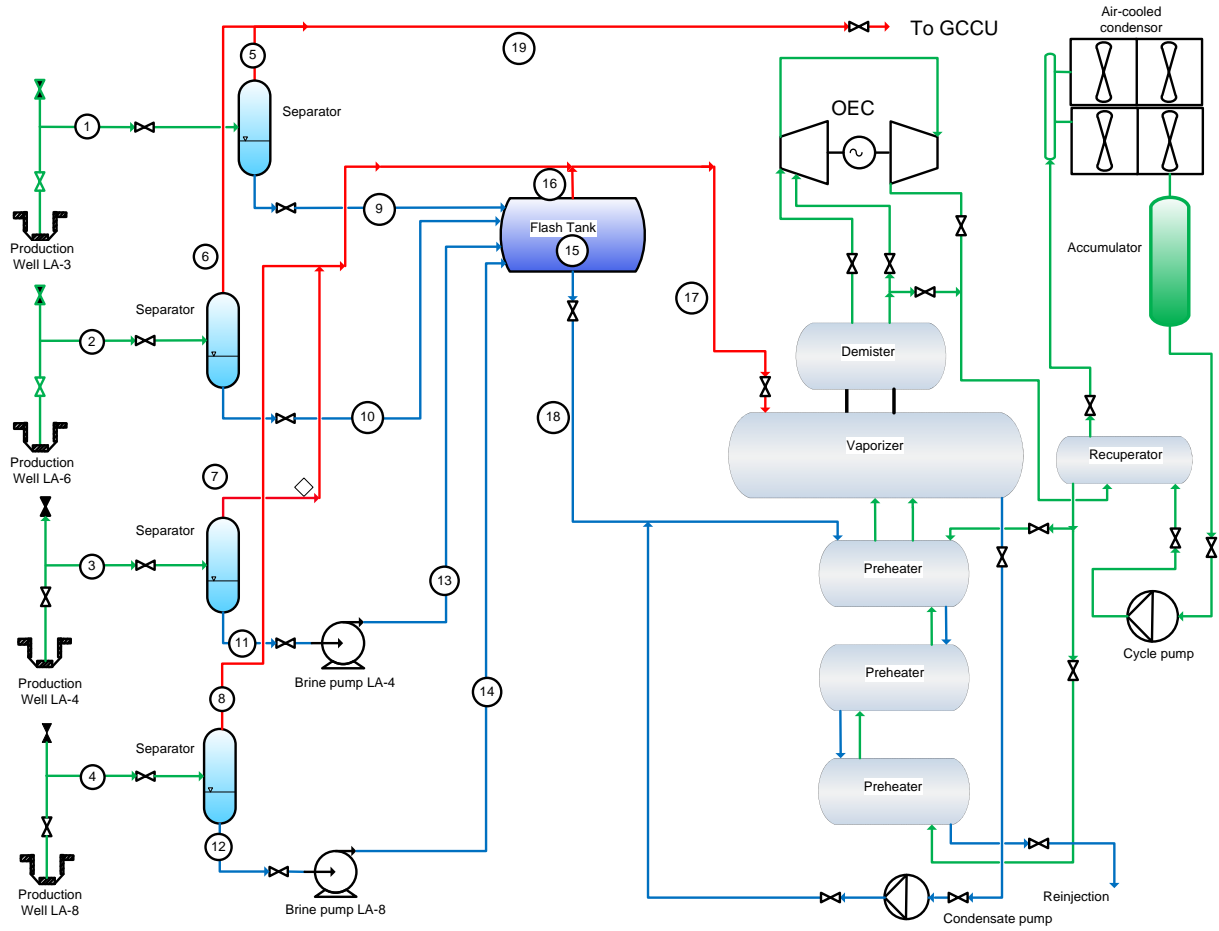 Air-cooled
condensor
To GCCU
19
5
Separator
OEC
1
16
9
Flash Tank
15
Production
Well LA-3
6
Accumulator
17
Separator
2
Demister
10
18
Vaporizer
Recuperator
Production
Well LA-6
7
Separator
3
13
Preheater
11
Cycle pump
Production
Well LA-4
Brine pump LA-4
Preheater
8
14
Separator
4
Preheater
12
Production
Well LA-8
Brine pump LA-8
Condensate pump
Reinjection